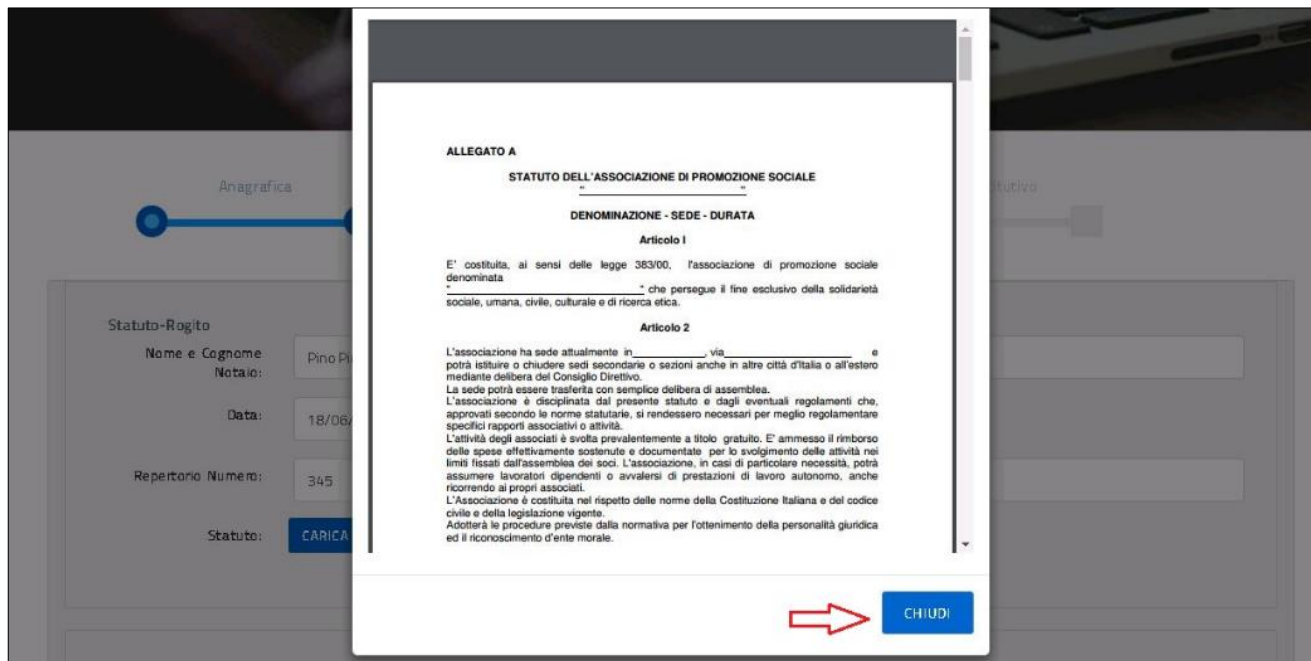 ALLEGATO A
STATUTO DELL'ASSOCIAZIONE DI PROMOZIONE SOCIALE
"________________________"
DENOMINAZIONE - SEDE - DURATA
Articolo I
E' costituita, ai sensi delle legge 383/00, l'associazione di promozione sociale
denominata
"____________________________" che persegue il fine esclusivo della solidarietà
sociale, umana, civile, culturale e di ricerca etica.
Articolo 2
L'associazione ha sede attualmente in___________, via___________________ e
potrà istituire o chiudere sedi secondarie o sezioni anche in altre città d'Italia o all'estero
mediante delibera del Consiglio Direttivo.
La sede potrà essere trasferita con semplice delibera di assemblea.
L'associazione è disciplinata dal presente statuto e dagli eventuali regolamenti che,
approvati secondo le norme statutarie, si rendessero necessari per meglio regolamentare
specifici rapporti associativi o attività.
L'attività degli associati è svolta prevalentemente a titolo gratuito. E' ammesso il rimborso
delle spese effettivamente sostenute e documentate per lo svolgimento delle attività nei
limiti fissati dall'assemblea dei soci. L'associazione, in casi di particolare necessità, potrà
assumere lavoratori dipendenti o avvalersi di prestazioni di lavoro autonomo, anche
ricorrendo ai propri associati.
L'Associazione è costituita nel rispetto delle norme della Costituzione Italiana e del codice
civile e della legislazione vigente.
Adotterà le procedure previste dalla normativa per l'ottenimento della personalità giuridica
ed il riconoscimento d'ente morale.
CHIUDI
Anagrafica
Statuto-Rogito
Nome e Cognome
Notaio:
Pino
Data:
18/06/
Repertorio Numero:
345
Statuto:
CARICA